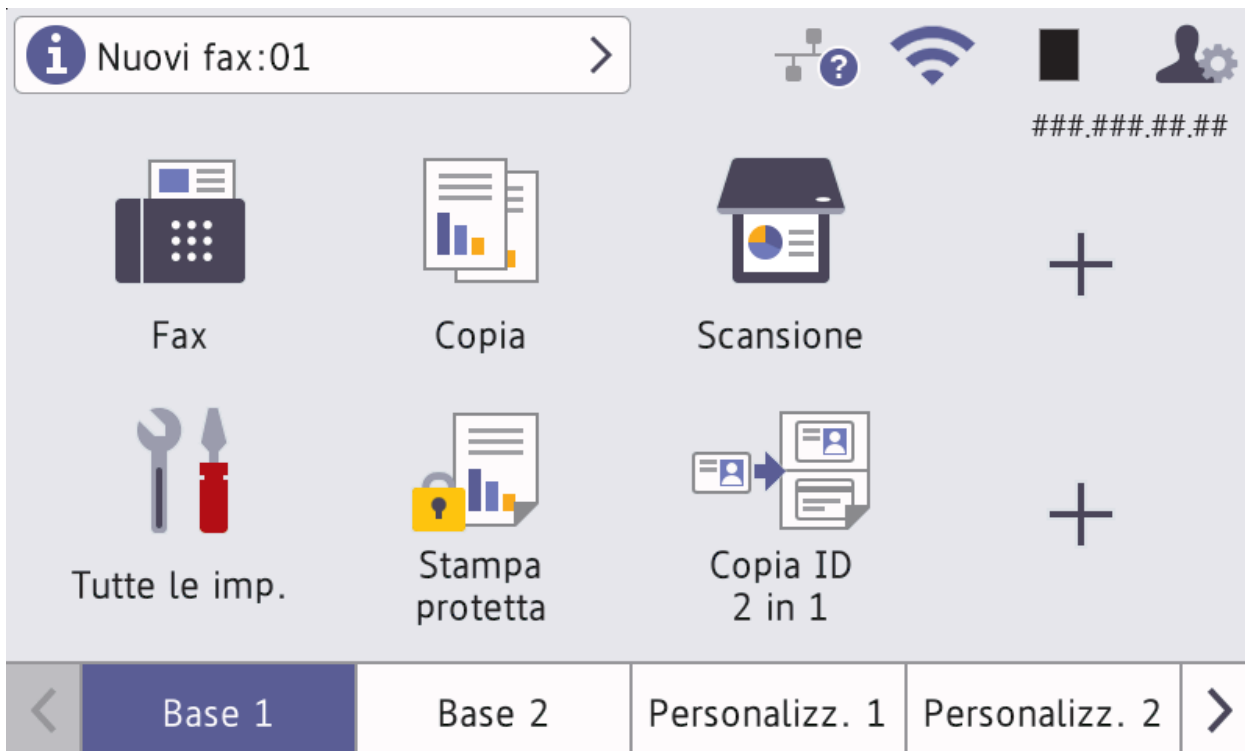 Nuovi fax:01
###.###.##.##
Fax
Copia
Scansione
Tutte le imp.
Stampa
protetta
Copia ID
2 in 1
Base 1
Base 2
Personalizz. 1
Personalizz. 2